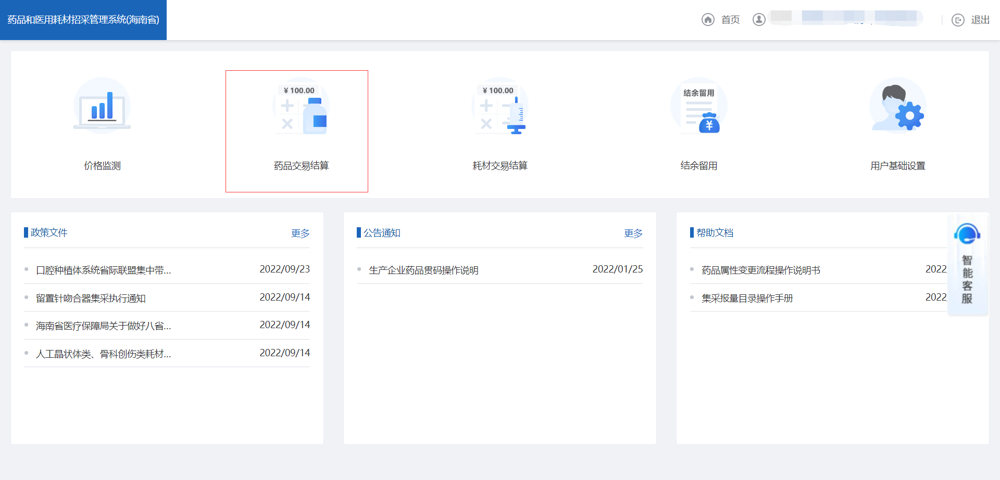 药品和医用耗材招采管理系统(海南省)
首页
退出
¥ 100.00
¥ 100.00
结余留用
¥
价格监测
药品交易结算
耗材交易结算
结余留用
用户基础设置
政策文件
更多
口腔种植体系统省际联盟集中带...
2022/09/23
留置针吻合器集采执行通知
2022/09/14
海南省医疗保障局关于做好八省...
2022/09/14
人工晶状体类、骨科创伤类耗材...
2022/09/14
公告通知
更多
生产企业药品贯码操作说明
2022/01/25
帮助文档
药品属性变更流程操作说明书
2022
集采报量目录操作手册
2022
智能客服